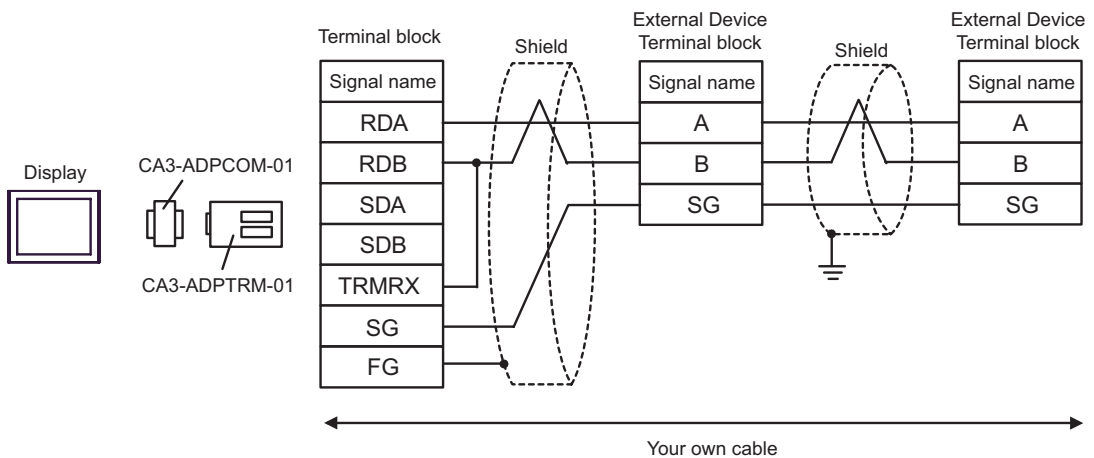 Display
CA3-ADPCOM-01
CA3-ADPTRM-01
Terminal block
Signal name
RDA
RDB
SDA
SDB
TRMRX
SG
FG
Shield
External Device
Terminal block
Signal name
A
B
SG
Shield
External Device
Terminal block
Signal name
A
B
SG
Your own cable